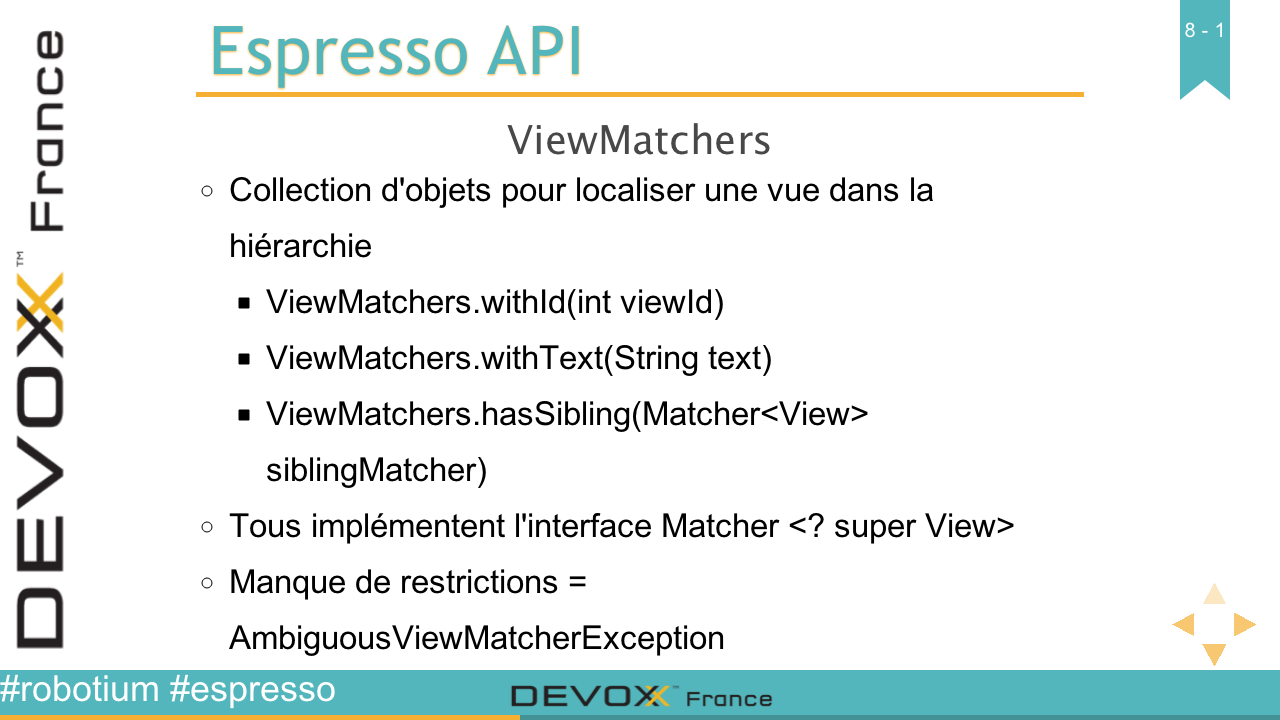 Espresso API
8 - 1
ViewMatchers
Collection d'objets pour localiser une vue dans la
hiérarchie
ViewMatchers.withId(int viewId)
ViewMatchers.withText(String text)
ViewMatchers.hasSibling(Matcher<View>
siblingMatcher)
Tous implémentent l'interface Matcher <? super View>
Manque de restrictions =
AmbiguousViewMatcherException
DEVOXX™ France
#robotium #espresso
DEVOXX™ France